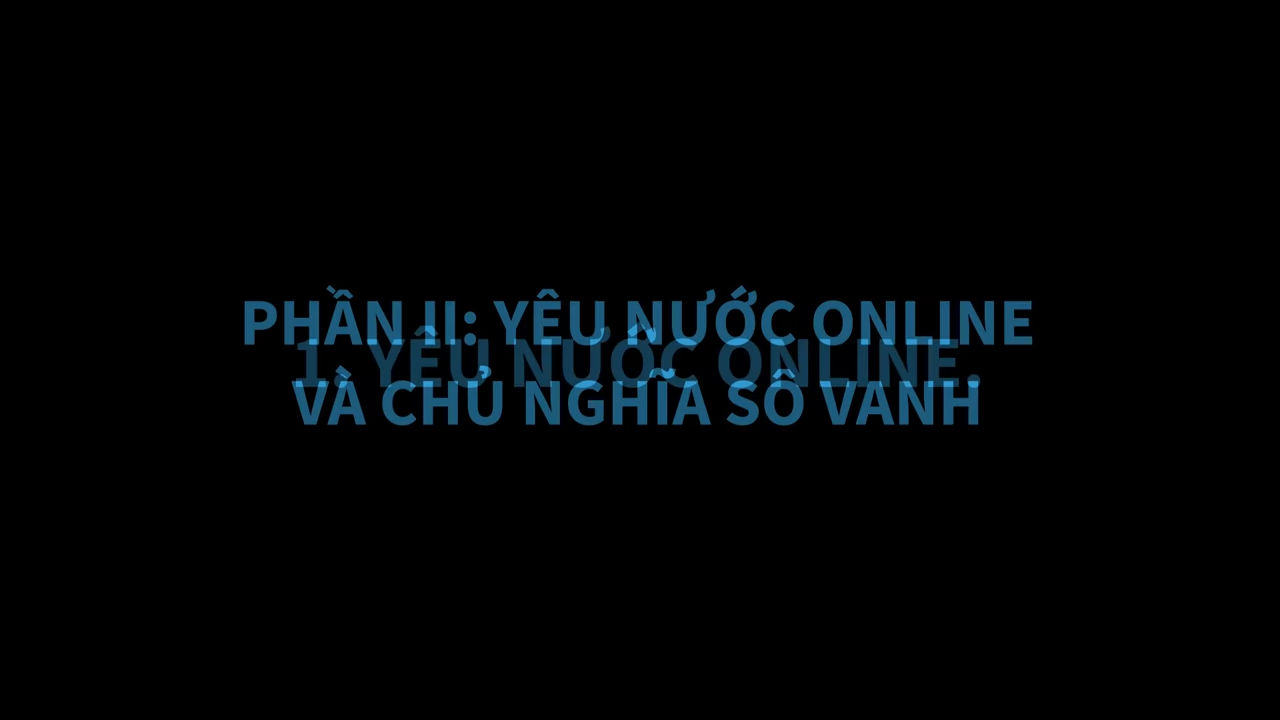 PHẦN II: YÊU NƯỚC ONLINE
1. YÊU NƯỚC ONLINE.
VÀ CHỦ NGHĨA SÔ VANH